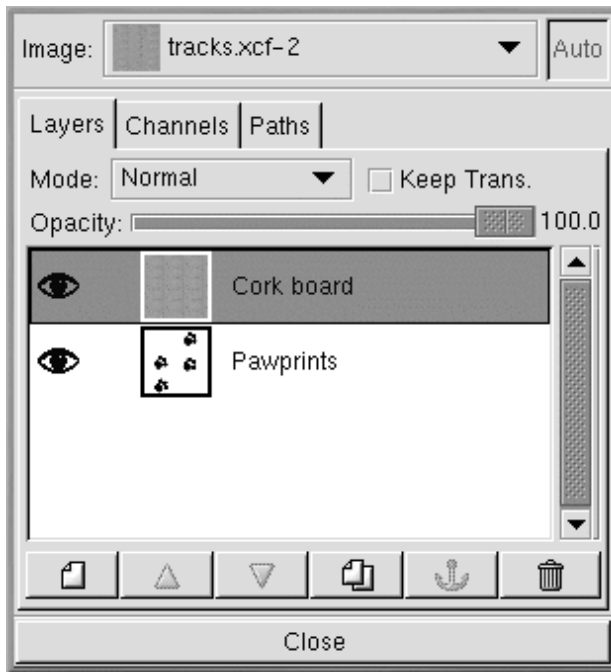 Image: tracks.xcf-2 Auto
Layers Channels Paths
Mode: Normal Keep Trans.
Opacity: 100.0
Cork board
Pawprints
Close